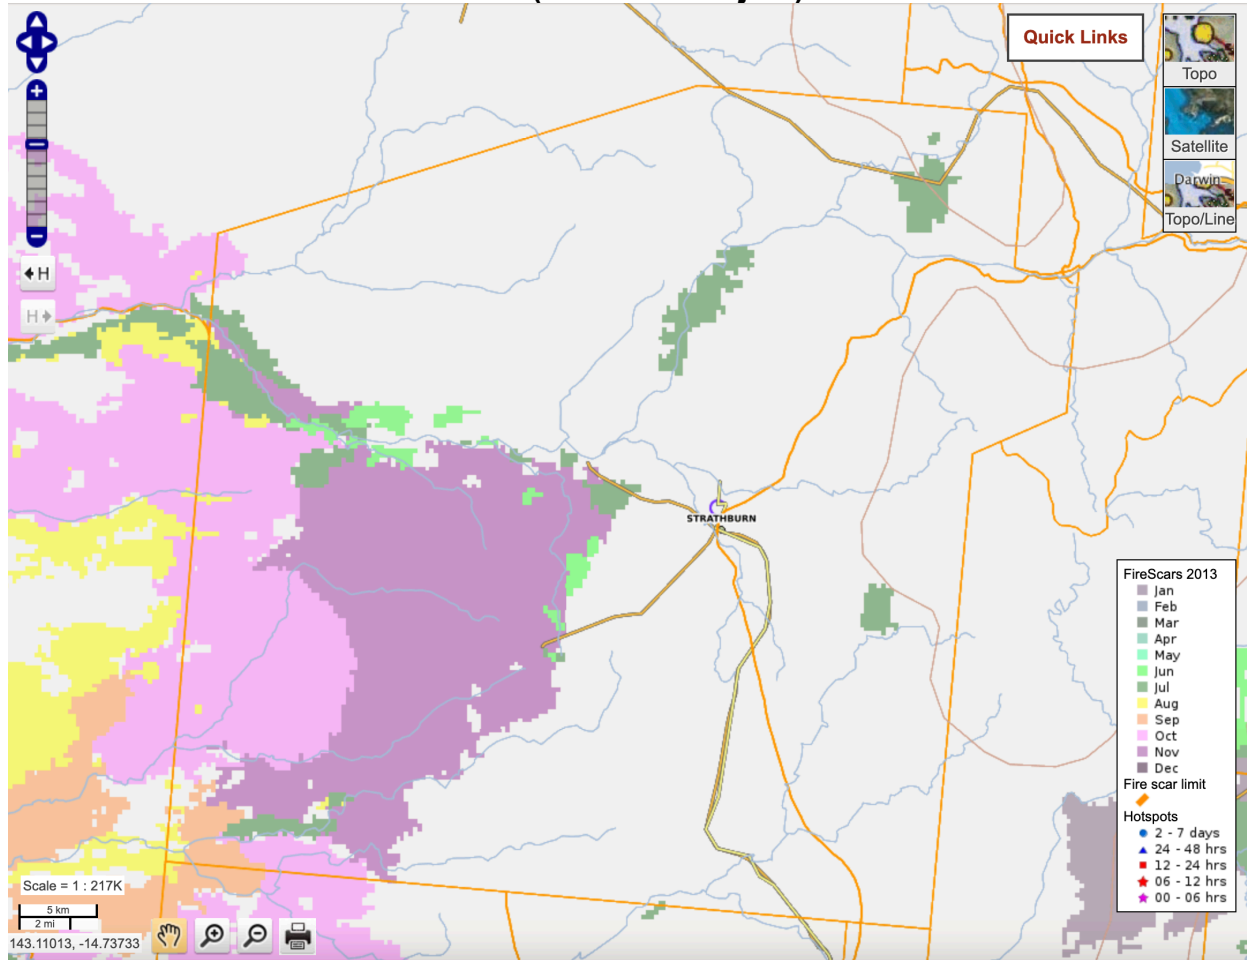 Quick Links
Topo
Satellite
Darwin
Topo/Line
H
H
STRATHBURN
FireScars 2013
Jan
Feb
Mar
Apr
May
Jun
Jul
Aug
Sep
Oct
Nov
Dec
Fire scar limit
Hotspots
2 - 7 days
24 - 48 hrs
12 - 24 hrs
06 - 12 hrs
00 - 06 hrs
Scale = 1 : 217K
5 km
2 mi
143.11013, -14.73733